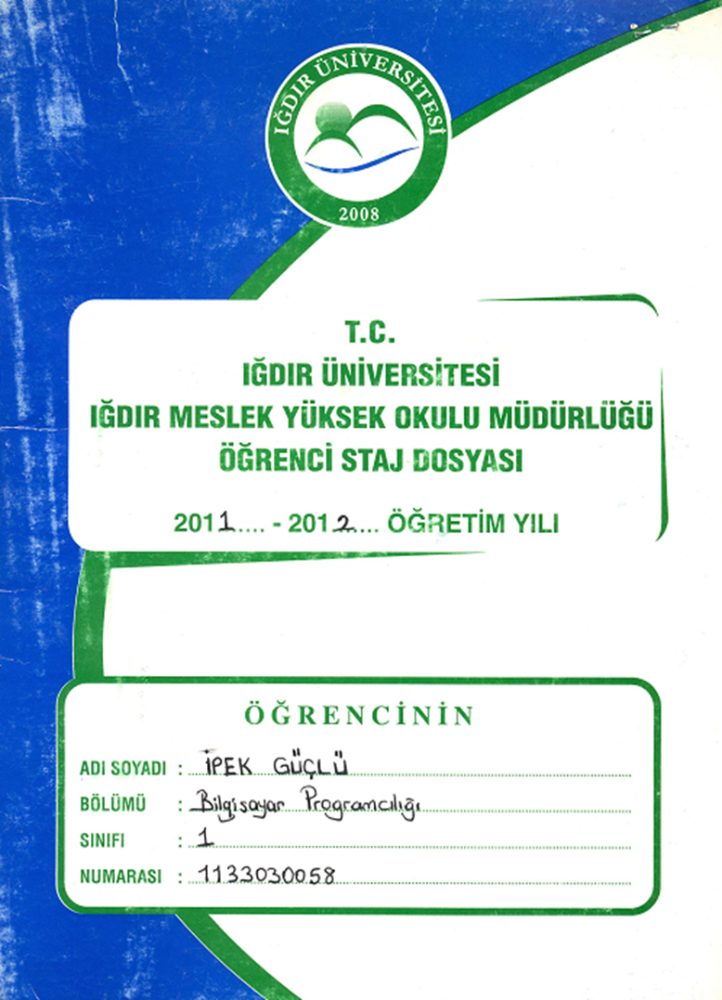 IĞDIR ÜNİVERSİTESİ
2008
T.C.
IĞDIR ÜNİVERSİTESİ
IĞDIR MESLEK YÜKSEK OKULU MÜDÜRLÜĞÜ
ÖĞRENCİ STAJ DOSYASI
2011.... - 2012.... ÖĞRETİM YILI
ÖĞRENCİNİN
ADI SOYADI : İPEK GÜÇLÜ
BÖLÜMÜ : Bilgisayar Programcılığı
SINIFI : 1
NUMARASI : 1133030058